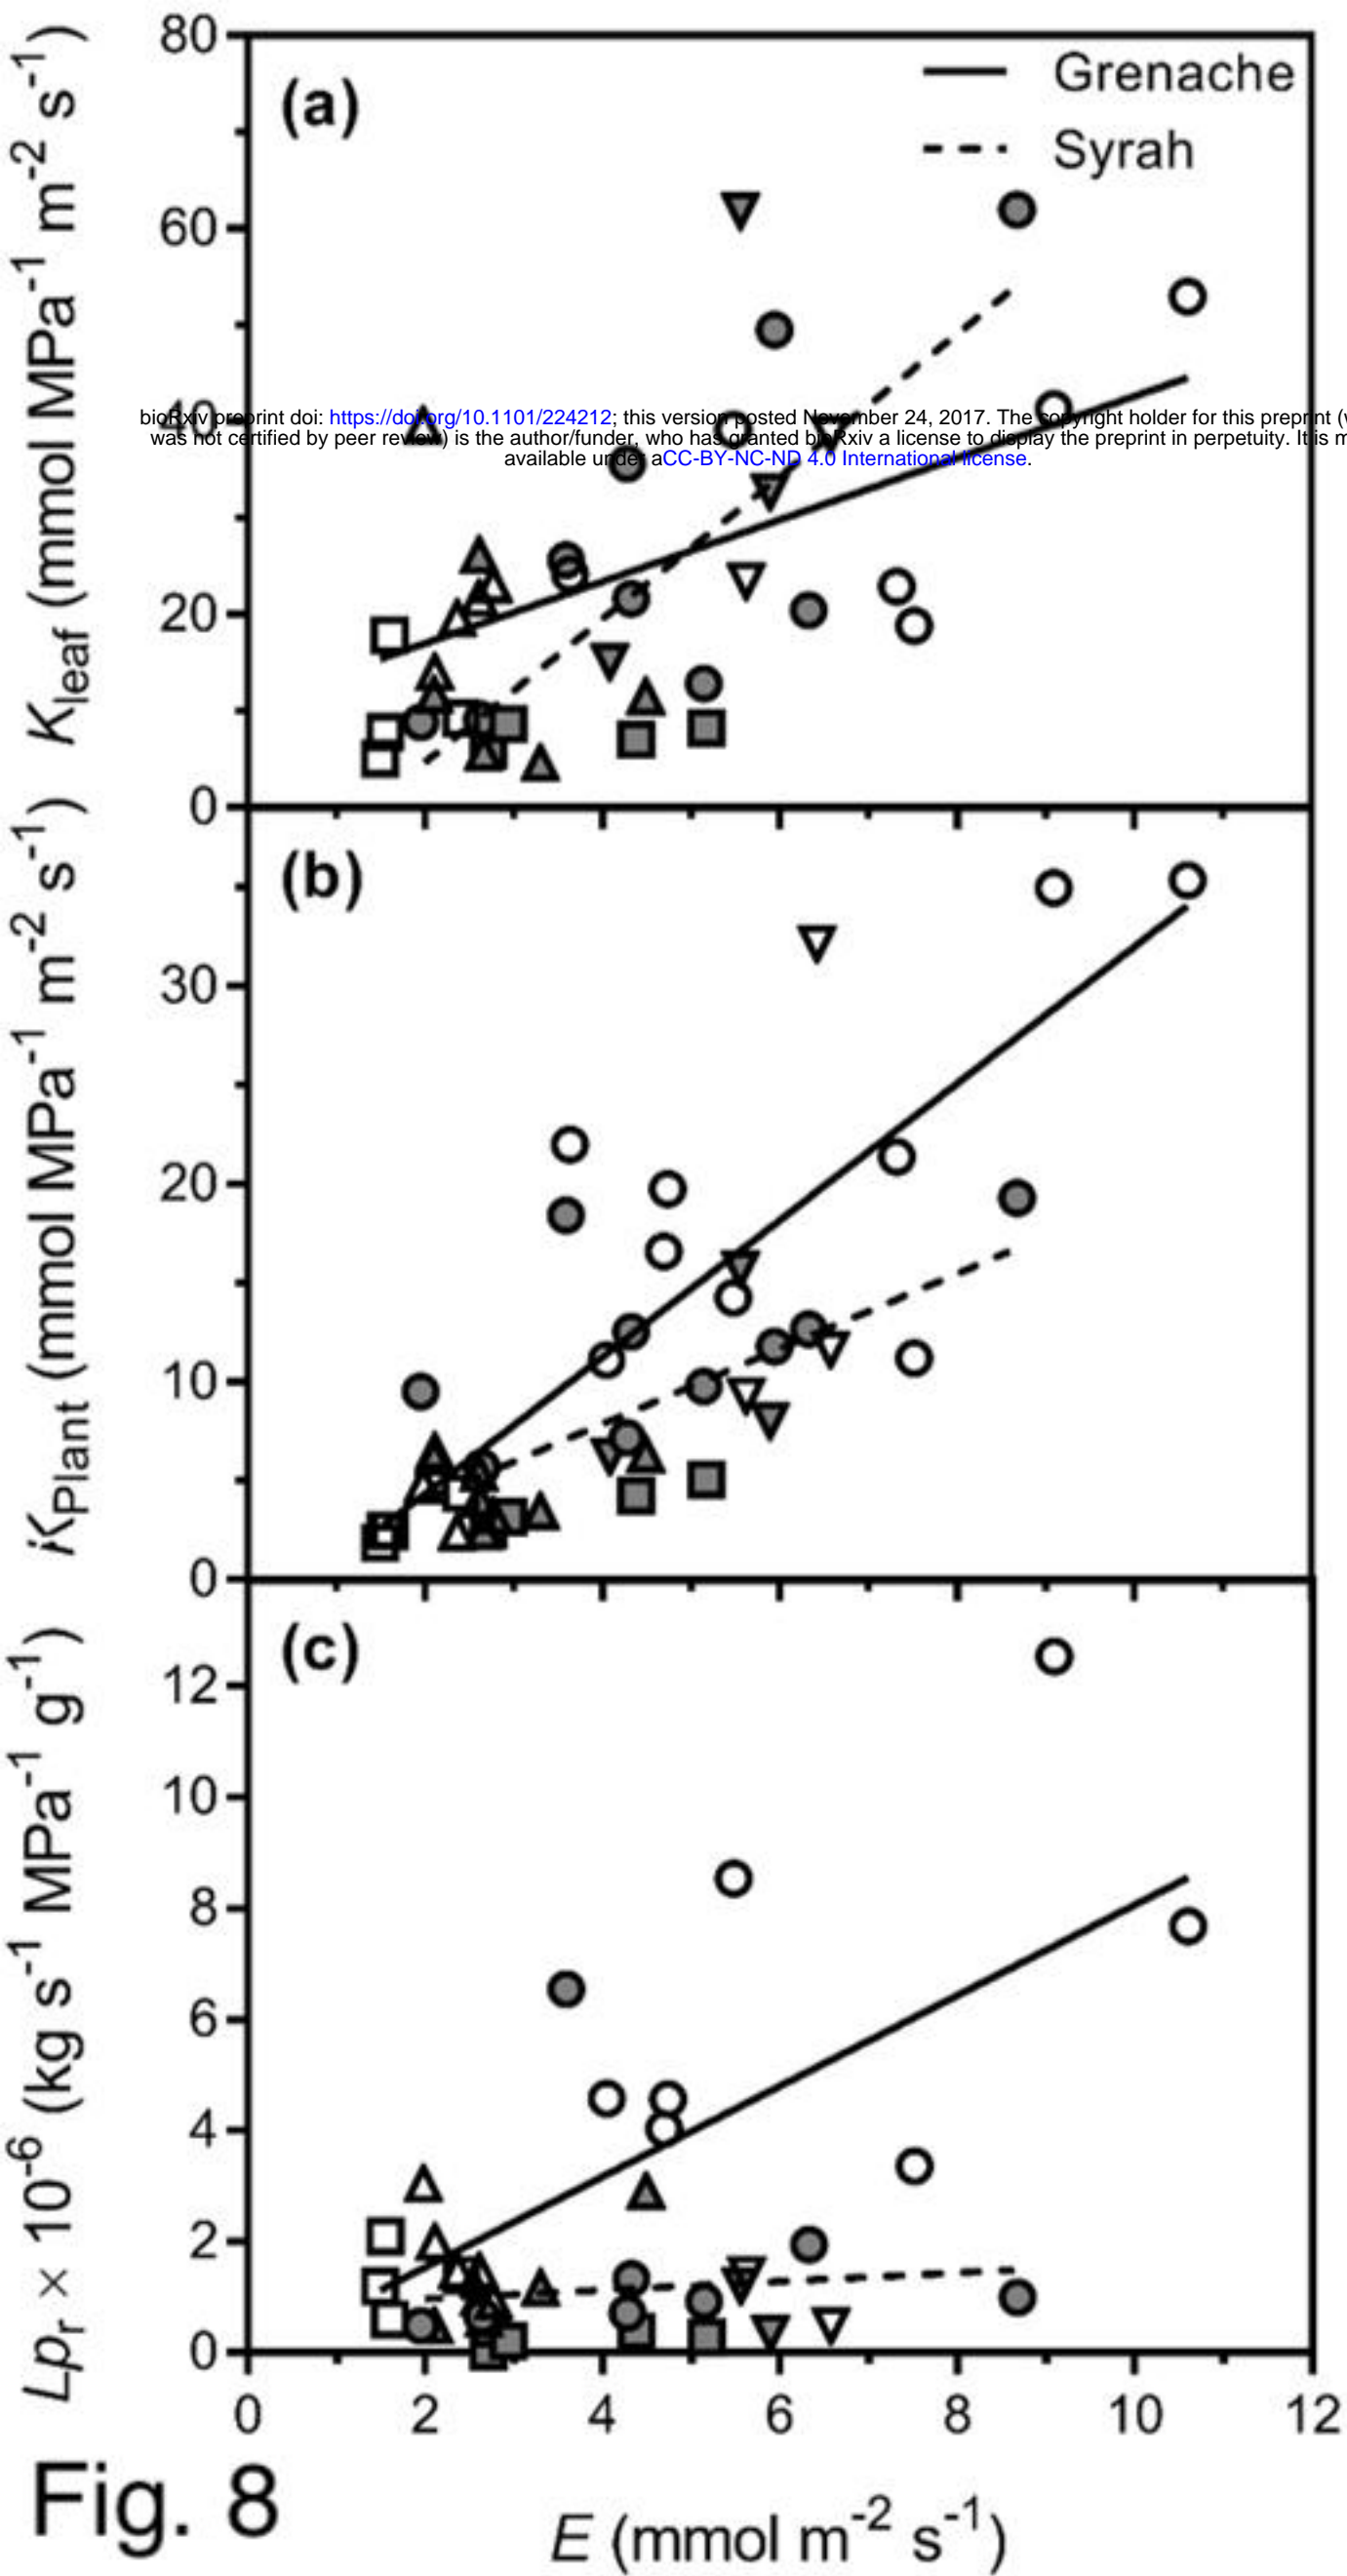 80
(a)
Grenache
Syrah
60
40
20
0
Kleaf (mmol MPa-1 m-2 s-1)
bioRxiv preprint doi: https://doi.org/10.1101/224212; this version posted November 24, 2017. The copyright holder for this preprint (
was not certified by peer review) is the author/funder, who has granted bioRxiv a license to display the preprint in perpetuity. It is
available under aCC-BY-NC-ND 4.0 International license.
(b)
30
20
10
0
KPlant (mmol MPa-1 m-2 s-1)
(c)
12
10
8
6
4
2
0
Lpr × 10-6 (kg s-1 MPa-1 g-1)
0 2 4 6 8 10 12
Fig. 8
E (mmol m-2 s-1)